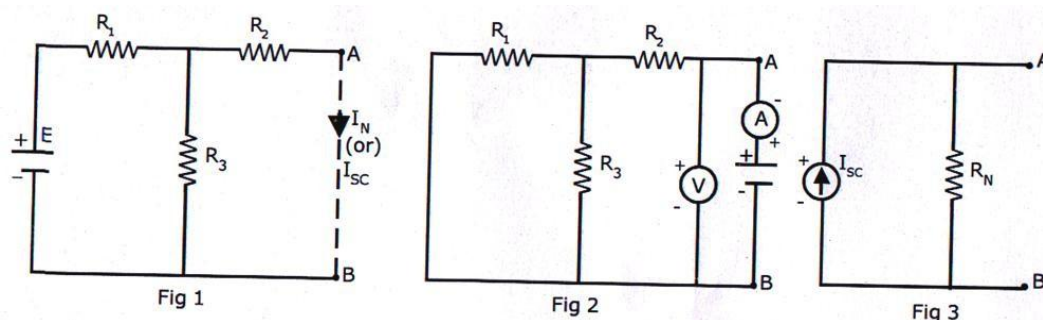 R1 R2 A
+ E
-
R3
IN
(or)
ISC
B
Fig 1
R1 R2 A
-
A
+
+
-
R3
+
V
-
B
Fig 2
A
+ ISC
-
RN
B
Fig 3